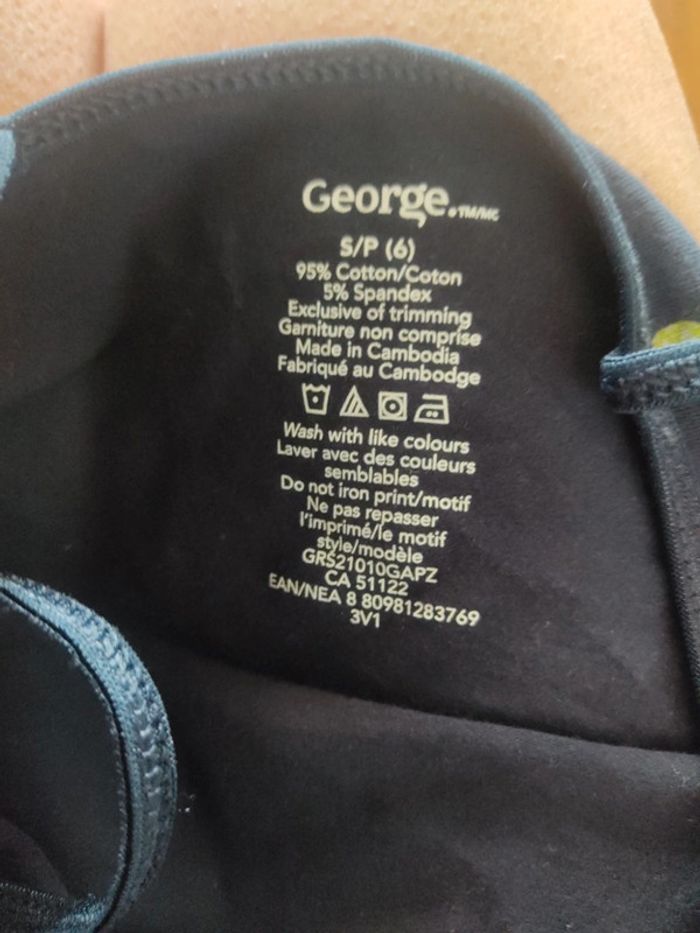 George.®TM/MC
S/P (6)
95% Cotton/Coton
5% Spandex
Exclusive of trimming
Garniture non comprise
Made in Cambodia
Fabriqué au Cambodge
Wash with like colours
Laver avec des couleurs
semblables
Do not iron print/motif
Ne pas repasser
l'imprimé/le motif
style/modèle
GRS21010GAPZ
CA 51122
EAN/NEA 8 80981283769
3V1